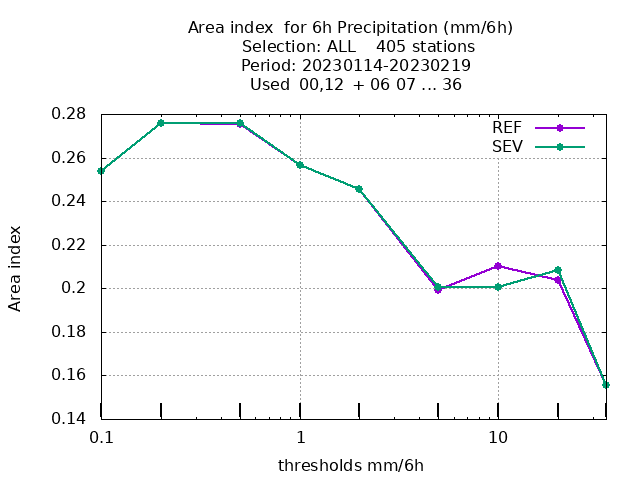 Area index  for 6h Precipitation (mm/6h)
Selection: ALL    405 stations
Period: 20230114-20230219
Used  00,12  + 06 07 ... 36
REF
SEV
0.28
0.26
0.24
0.22
0.2
0.18
0.16
0.14
Area index
0.1
1
10
thresholds mm/6h